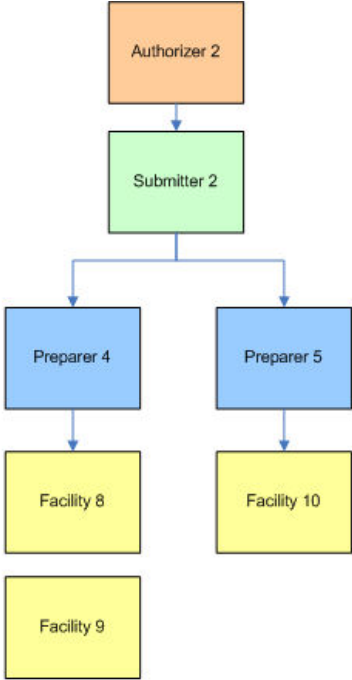 Authorizer 2
Submitter 2
Preparer 4
Preparer 5
Facility 8
Facility 10
Facility 9